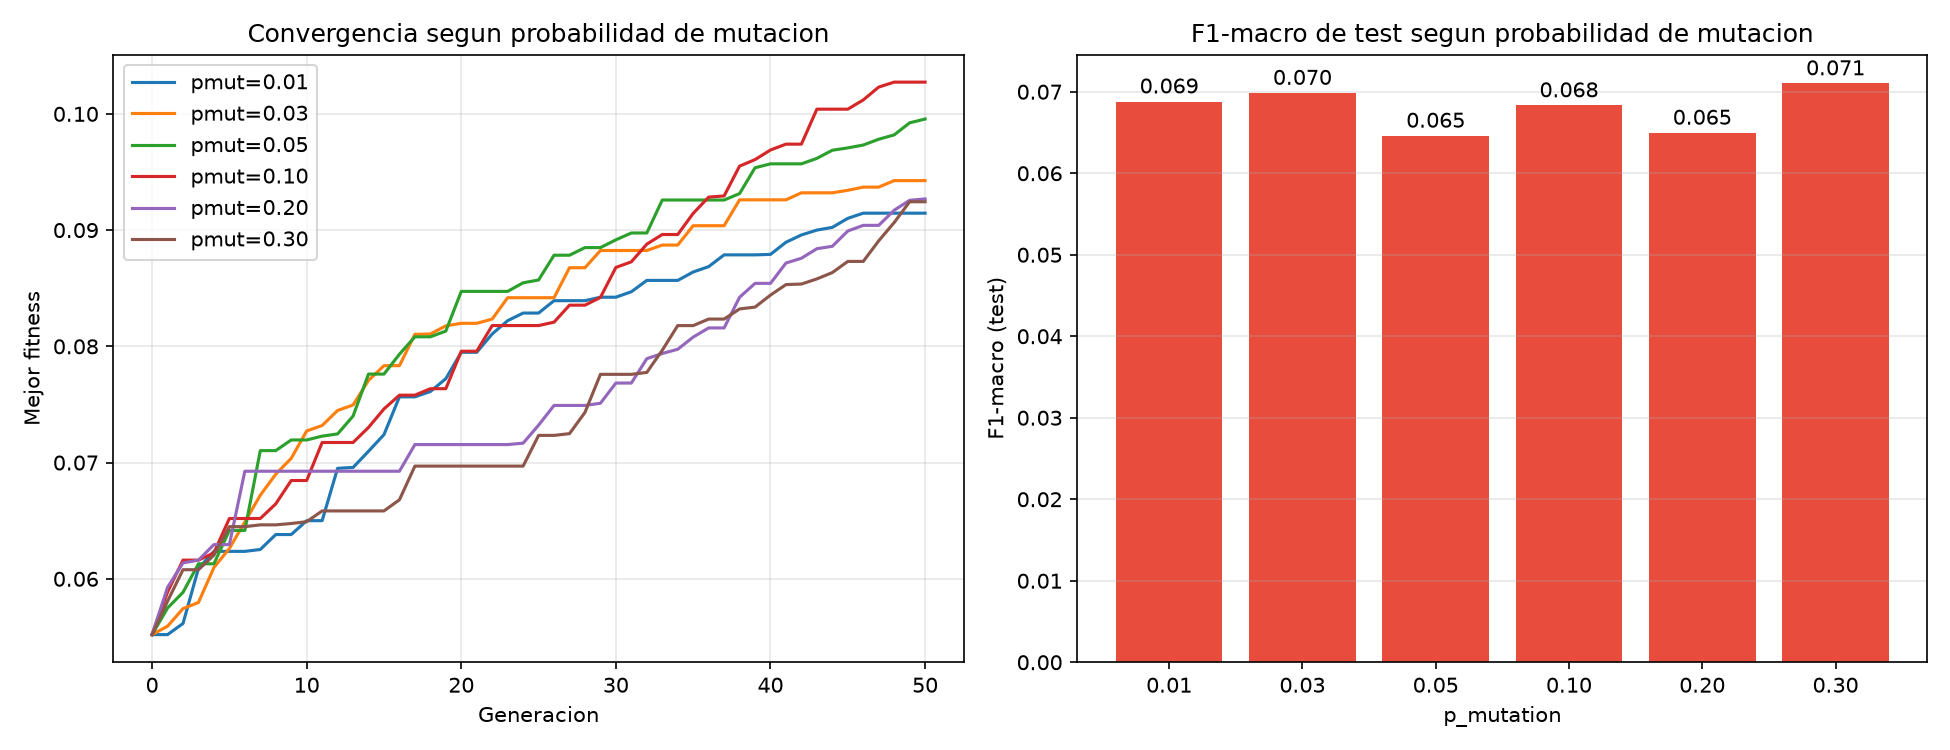 Convergencia segun probabilidad de mutacion
pmut=0.01
pmut=0.03
pmut=0.05
pmut=0.10
pmut=0.20
pmut=0.30
Mejor fitness
0.10
0.09
0.08
0.07
0.06
0 10 20 30 40 50
Generacion
F1-macro de test segun probabilidad de mutacion
F1-macro (test)
0.07
0.06
0.05
0.04
0.03
0.02
0.01
0.00
0.069 0.070 0.065 0.068 0.065 0.071
0.01 0.03 0.05 0.10 0.20 0.30
p_mutation